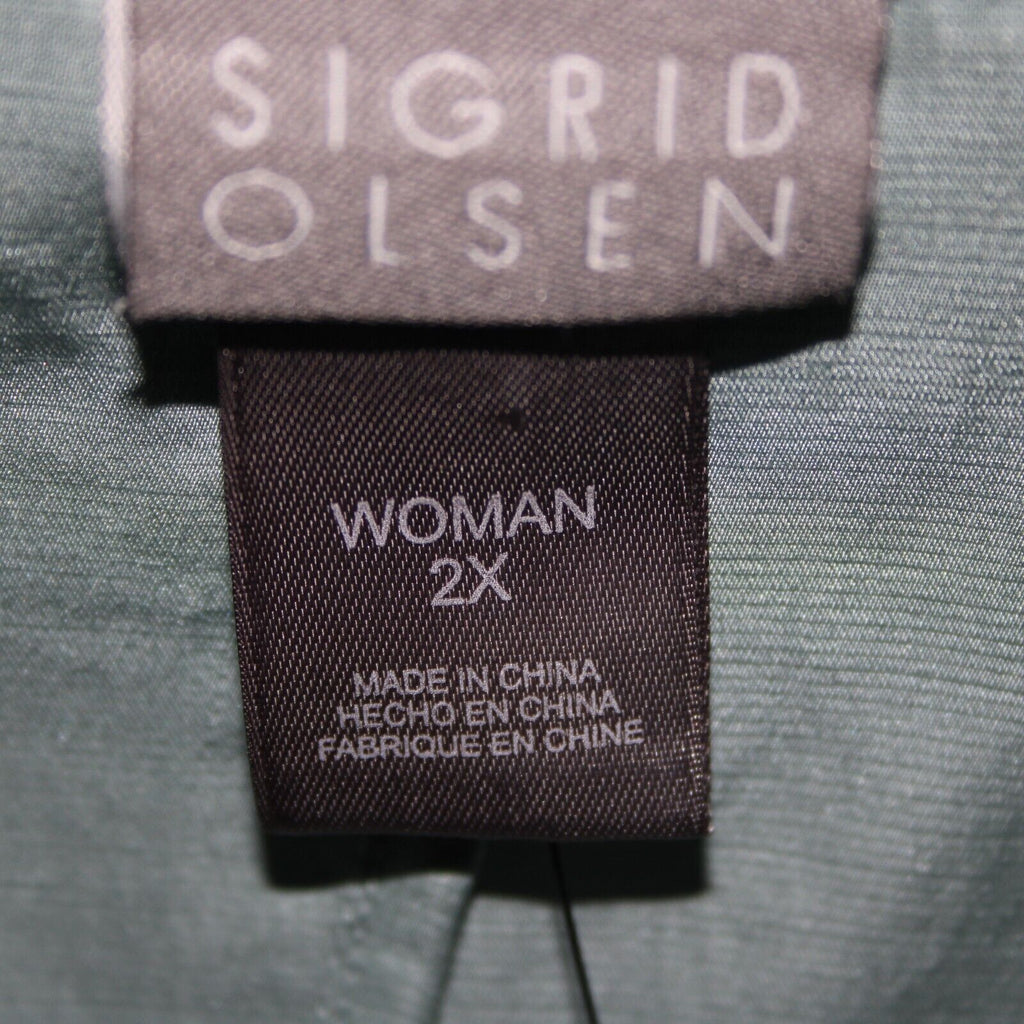 SIGRID
OLSEN
WOMAN
2X
MADE IN CHINA
HECHO EN CHINA
FABRIQUE EN CHINE